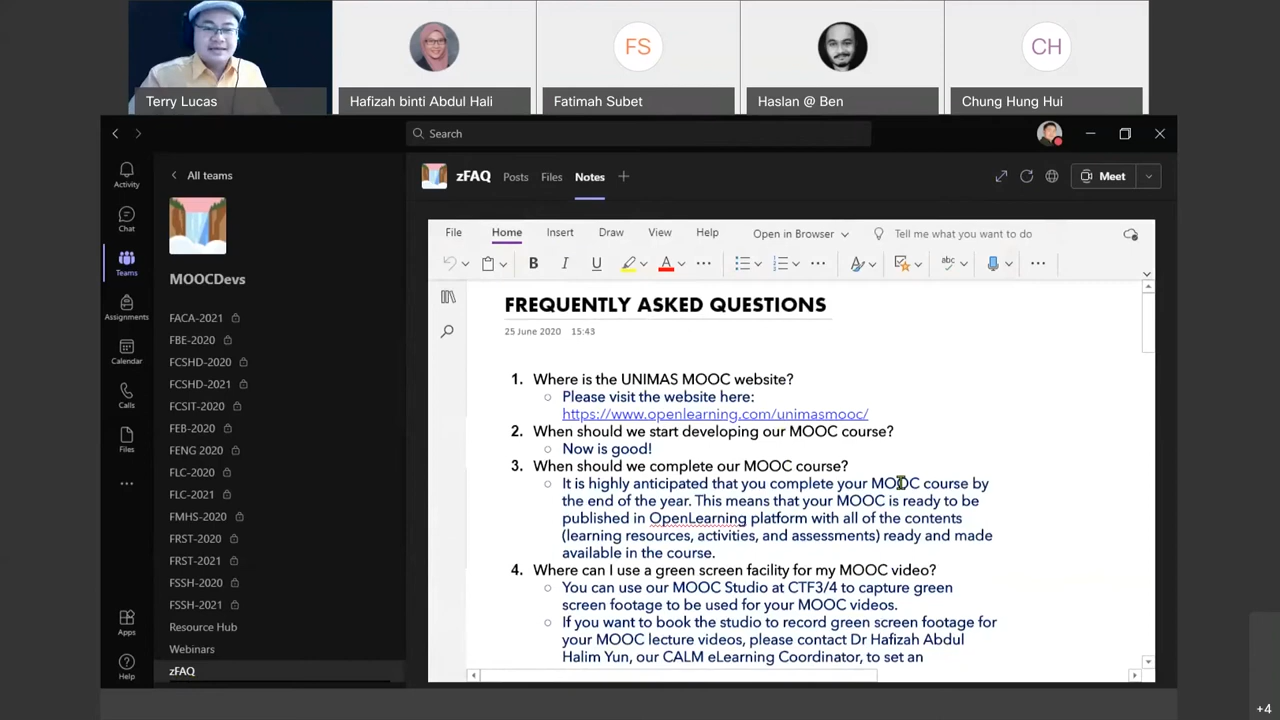 FS
CH
Terry Lucas
Hafizah binti Abdul Hali
Fatimah Subet
Haslan @ Ben
Chung Hung Hui
Search
Activity
Chat
Teams
Assignments
Calendar
Calls
Files
Apps
Help
All teams
MOOCDevs
FACA-2021
FBE-2020
FCSHD-2020
FCSHD-2021
FCSIT-2020
FEB-2020
FENG 2020
FLC-2020
FLC-2021
FMHS-2020
FRST-2020
FRST-2021
FSSH-2020
FSSH-2021
Resource Hub
Webinars
zFAQ
zFAQ Posts Files Notes
Meet
File Home Insert Draw View Help Open in Browser Tell me what you want to do
B I U A abc
FREQUENTLY ASKED QUESTIONS
25 June 2020 15:43
1. Where is the UNIMAS MOOC website?
Please visit the website here:
https://www.openlearning.com/unimasmooc/
2. When should we start developing our MOOC course?
Now is good!
3. When should we complete our MOOC course?
It is highly anticipated that you complete your MOOC course by
the end of the year. This means that your MOOC is ready to be
published in OpenLearning platform with all of the contents
(learning resources, activities, and assessments) ready and made
available in the course.
4. Where can I use a green screen facility for my MOOC video?
You can use our MOOC Studio at CTF3/4 to capture green
screen footage to be used for your MOOC videos.
If you want to book the studio to record green screen footage for
your MOOC lecture videos, please contact Dr Hafizah Abdul
Halim Yun, our CALM eLearning Coordinator, to set an
+4